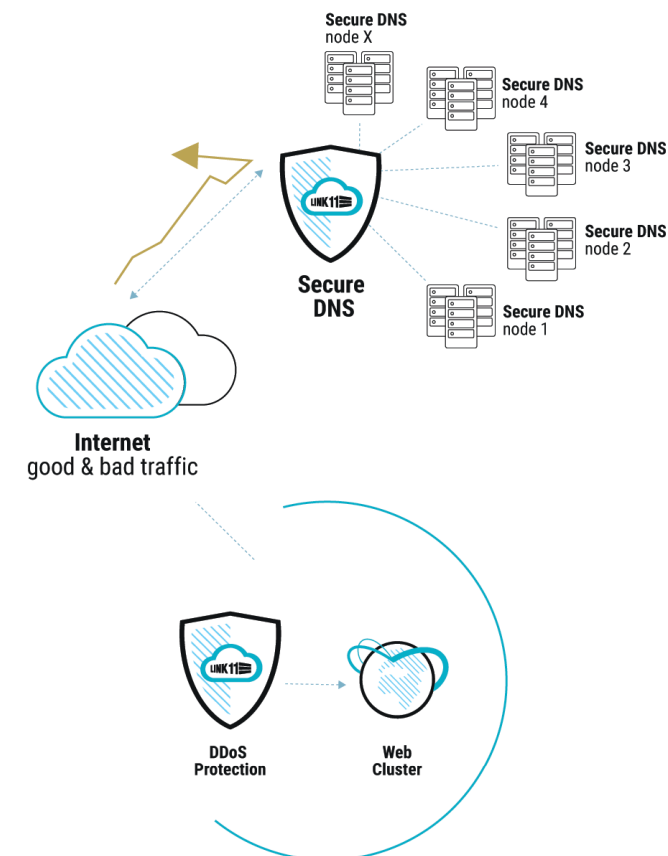 Secure DNS
node X
Secure DNS
node 4
Secure DNS
node 3
LINK11
Secure
DNS
Secure DNS
node 2
Secure DNS
node 1
Internet
good & bad traffic
LINK11
DDoS
Protection
Web
Cluster